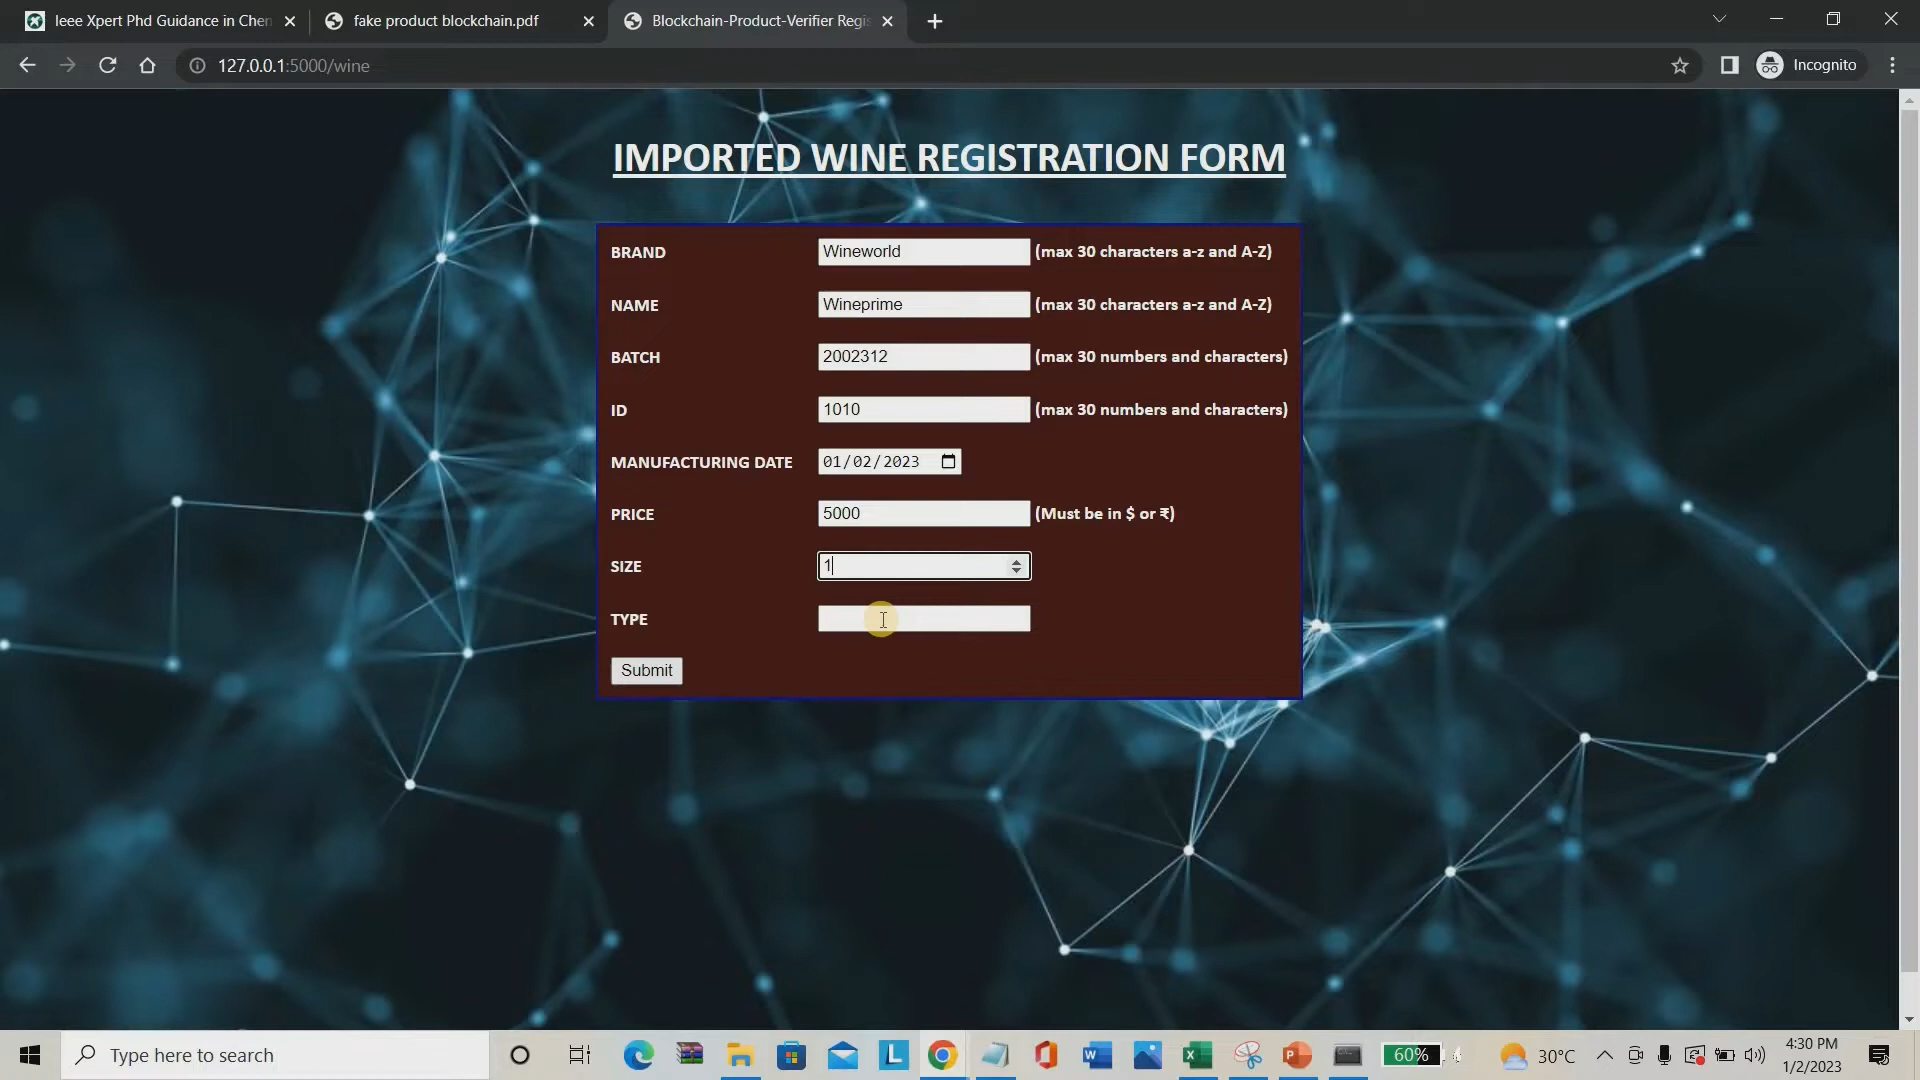 Ieee Xpert Phd Guidance in Chen
fake product blockchain.pdf
Blockchain-Product-Verifier Regis
127.0.0.1:5000/wine
Incognito
IMPORTED WINE REGISTRATION FORM
BRAND Wineworld (max 30 characters a-z and A-Z)
NAME Wineprime (max 30 characters a-z and A-Z)
BATCH 2002312 (max 30 numbers and characters)
ID 1010 (max 30 numbers and characters)
MANUFACTURING DATE 01/02/2023
PRICE 5000 (Must be in $ or ₹)
SIZE 1
TYPE
Submit
Type here to search
60%
30°C
4:30 PM
1/2/2023